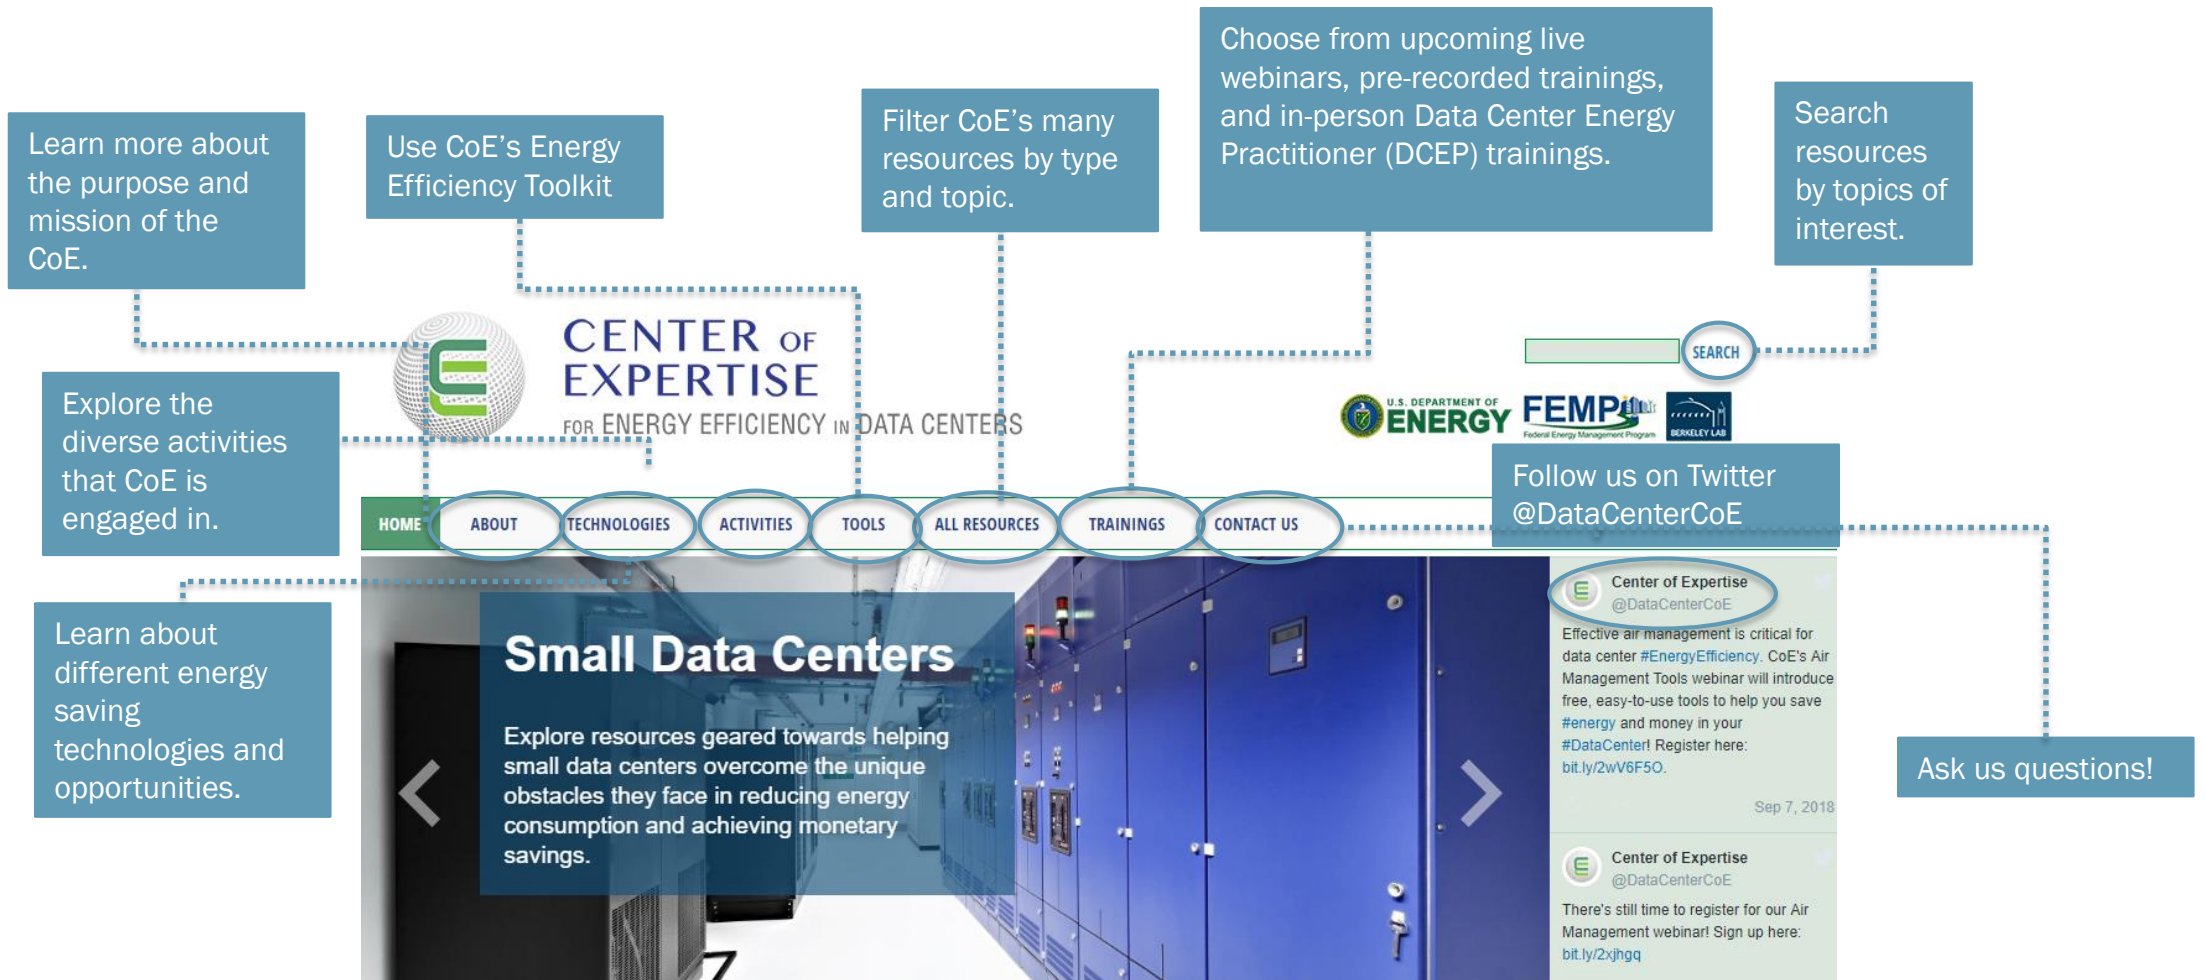 Choose from upcoming live
webinars, pre-recorded trainings,
and in-person Data Center Energy
Practitioner (DCEP) trainings.
Learn more about
the purpose and
mission of the
CoE.
Use CoE's Energy
Efficiency Toolkit
Filter CoE's many
resources by type
and topic.
Search
resources
by topics of
interest.
CENTER OF
EXPERTISE
FOR ENERGY EFFICIENCY IN DATA CENTERS
SEARCH
U.S. DEPARTMENT OF
ENERGY
FEMP
Federal Energy Management Program
BERKELEY LAB
Explore the
diverse activities
that CoE is
engaged in.
Follow us on Twitter
@DataCenterCoE
HOME ABOUT TECHNOLOGIES ACTIVITIES TOOLS ALL RESOURCES TRAININGS CONTACT US
Learn about
different energy
saving
technologies and
opportunities.
Small Data Centers
Explore resources geared towards helping
small data centers overcome the unique
obstacles they face in reducing energy
consumption and achieving monetary
savings.
Center of Expertise
@DataCenterCoE
Effective air management is critical for
data center #EnergyEfficiency. CoE's Air
Management Tools webinar will introduce
free, easy-to-use tools to help you save
#energy and money in your
#DataCenter! Register here:
bit.ly/2wV6F5O.
Sep 7, 2018
Center of Expertise
@DataCenterCoE
There's still time to register for our Air
Management webinar! Sign up here:
bit.ly/2xjhgq
Ask us questions!